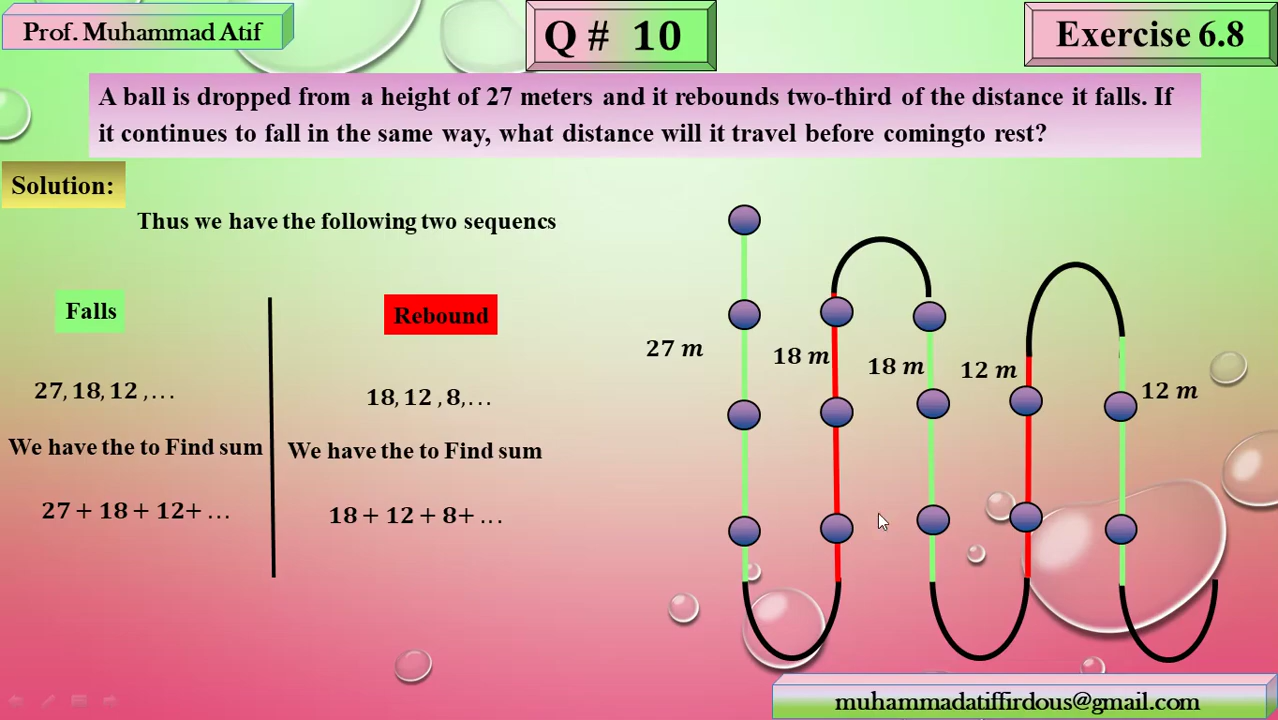 Prof. Muhammad Atif
Q # 10
Exercise 6.8
A ball is dropped from a height of 27 meters and it rebounds two-third of the distance it falls. If
it continues to fall in the same way, what distance will it travel before comingto rest?
Solution:
Thus we have the following two sequencs
Falls
Rebound
27 m
18 m
18 m
12 m
12 m
27, 18, 12 ,...
18, 12 , 8,...
We have the to Find sum
We have the to Find sum
27 + 18 + 12+ ...
18 + 12 + 8+ ...
muhammadatiffirdous@gmail.com